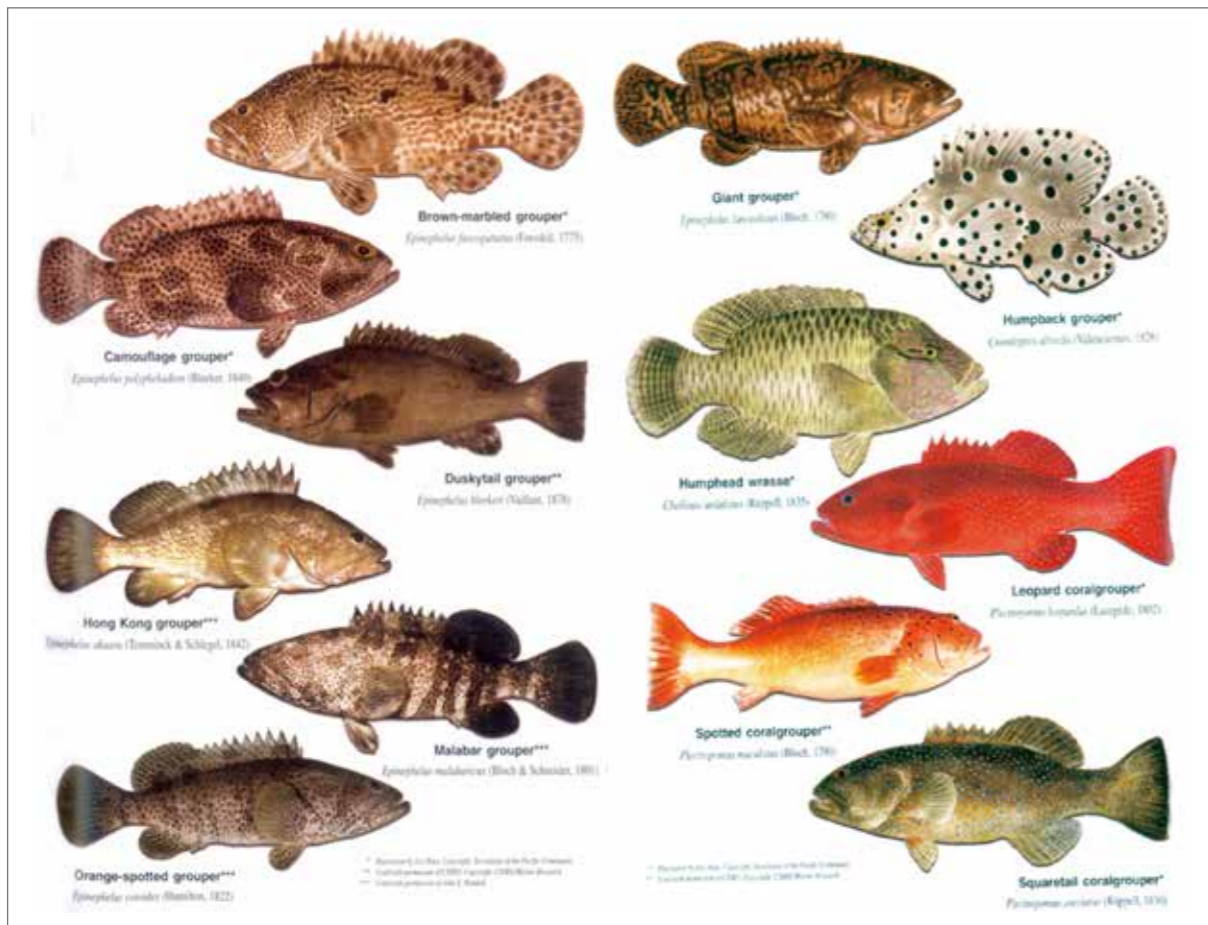 Brown-marbled grouper*
Epinephelus fuscoguttatus (Forsskål, 1775)
Camouflage grouper*
Epinephelus polyphekadion (Bleeker, 1849)
Duskytail grouper**
Epinephelus bleekeri (Vaillant, 1878)
Hong Kong grouper***
Epinephelus akaara (Temminck & Schlegel, 1842)
Malabar grouper***
Epinephelus malabaricus (Bloch & Schneider, 1801)
Orange-spotted grouper***
Epinephelus coioides (Hamilton, 1822)
Giant grouper*
Epinephelus lanceolatus (Bloch, 1790)
Humpback grouper*
Cromileptes altivelis (Valenciennes, 1828)
Humphead wrasse*
Cheilinus undulatus (Rüppell, 1835)
Leopard coralgrouper*
Plectropomus leopardus (Lacepède, 1802)
Spotted coralgrouper**
Plectropomus maculatus (Bloch, 1790)
Squaretail coralgrouper*
Plectropomus areolatus (Rüppell, 1830)